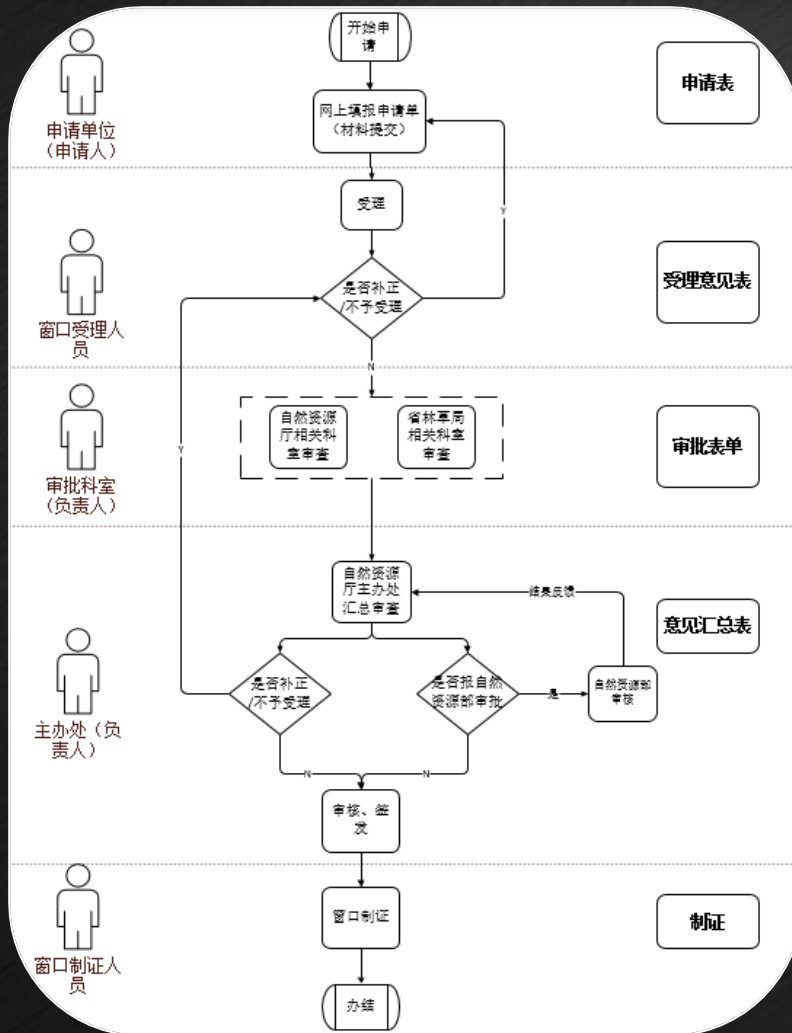 开始申
请
申请表
网上填报申请单
（材料提交）
申请单位
（申请人）
受理
Y
是否补正
/不予受理
受理意见表
窗口受理人
员
N
自然资源
厅相关科
室审查
省林草局
相关科室
审查
审批表单
Y
审批科室
（负责人）
自然资源
厅主办处
汇总审查
结果反馈
意见汇总表
是否补正
/不予受理
是否报自然
资源部审批
是
自然资源部
审核
主办处（负
责人）
N
N
审核、签
发
窗口制证
制证
窗口制证人
员
办结